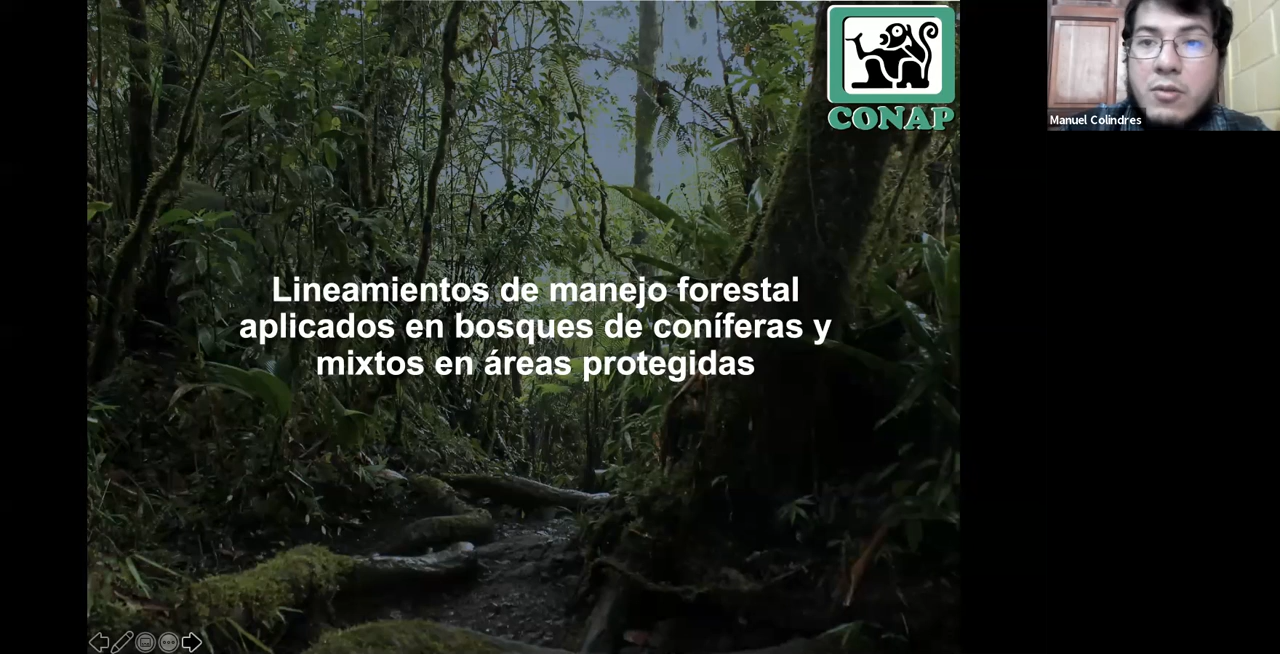 CONAP
Manuel Colindres
Lineamientos de manejo forestal
aplicados en bosques de coníferas y
mixtos en áreas protegidas